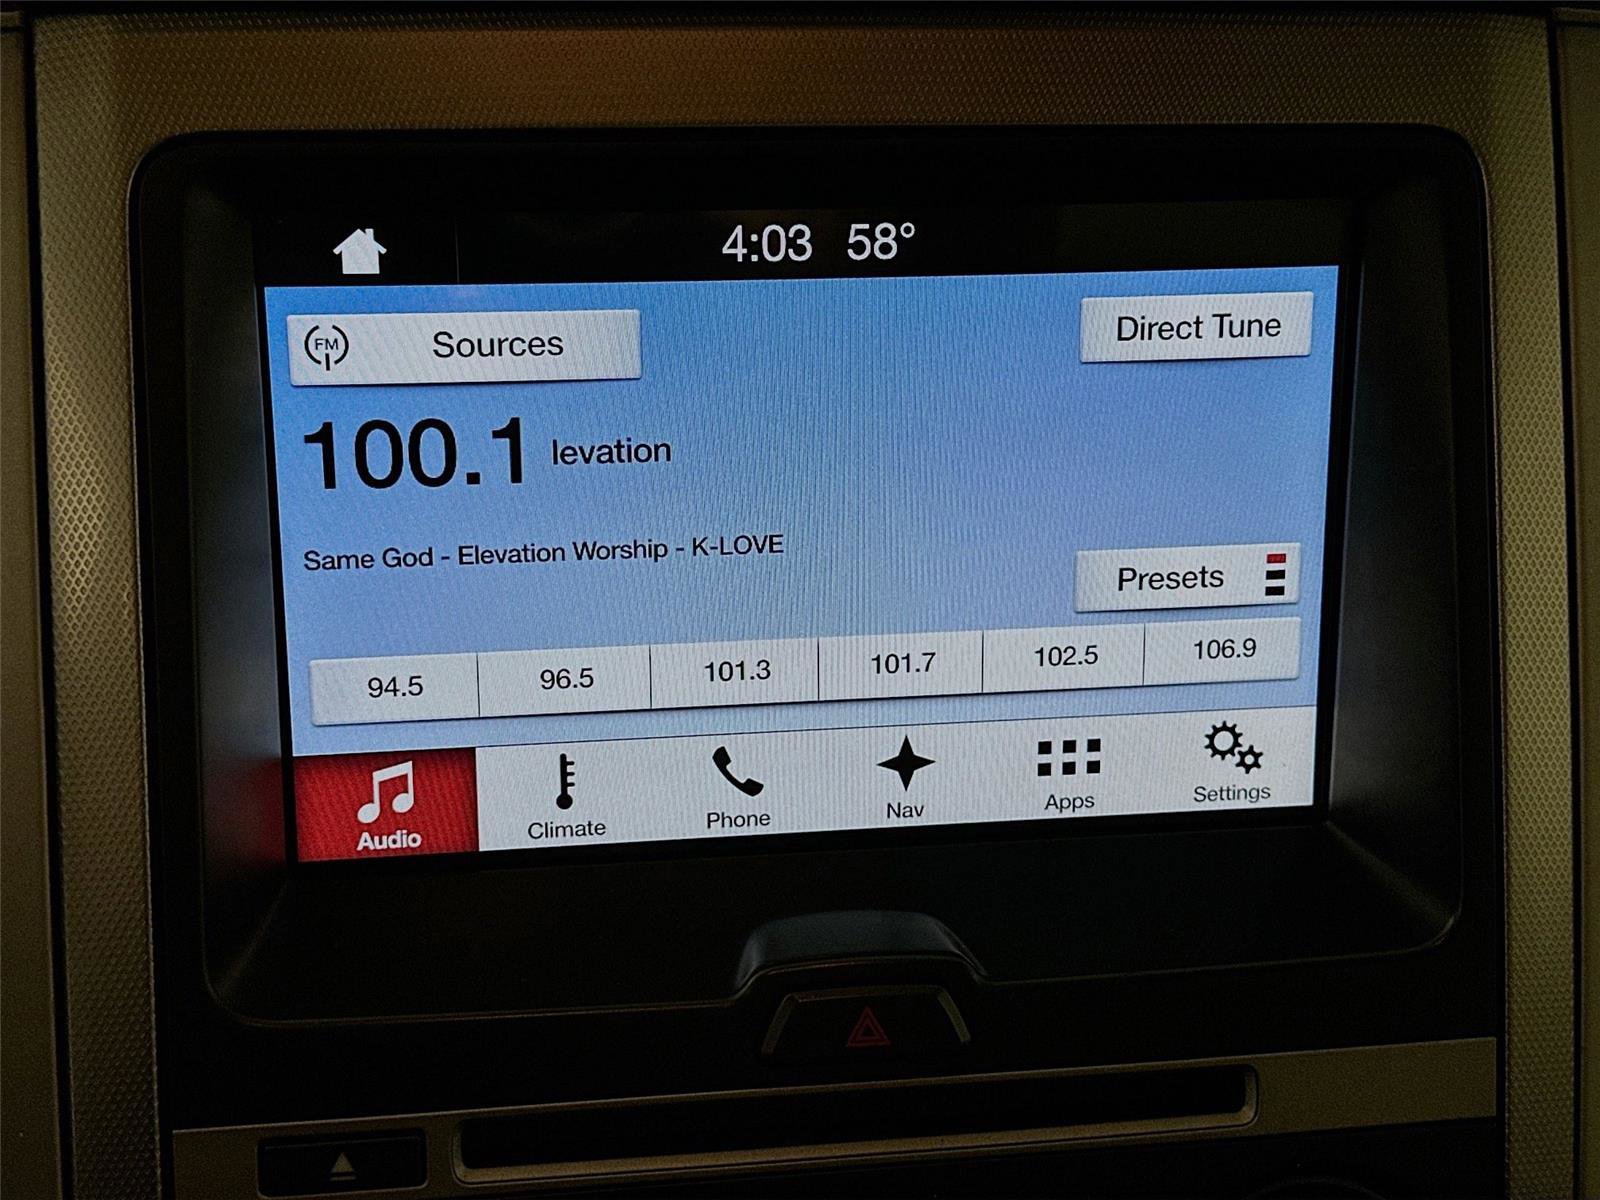 4:03 58°
FM Sources
Direct Tune
100.1 levation
Same God - Elevation Worship - K-LOVE
Presets
94.5 96.5 101.3 101.7 102.5 106.9
Audio Climate Phone Nav Apps Settings